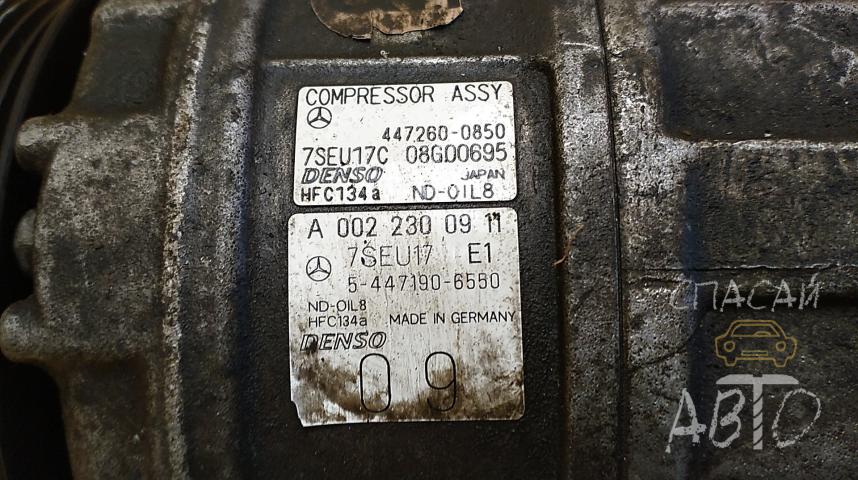 COMPRESSOR ASSY
447260-0850
7SEU17C 08G00695
DENSO JAPAN
HFC134a ND-OIL8
A 002 230 09 11
7SEU17 E1
5-447190-6550
ND-OIL8
HFC134a MADE IN GERMANY
DENSO
09
СПАСАЙ
АВТО